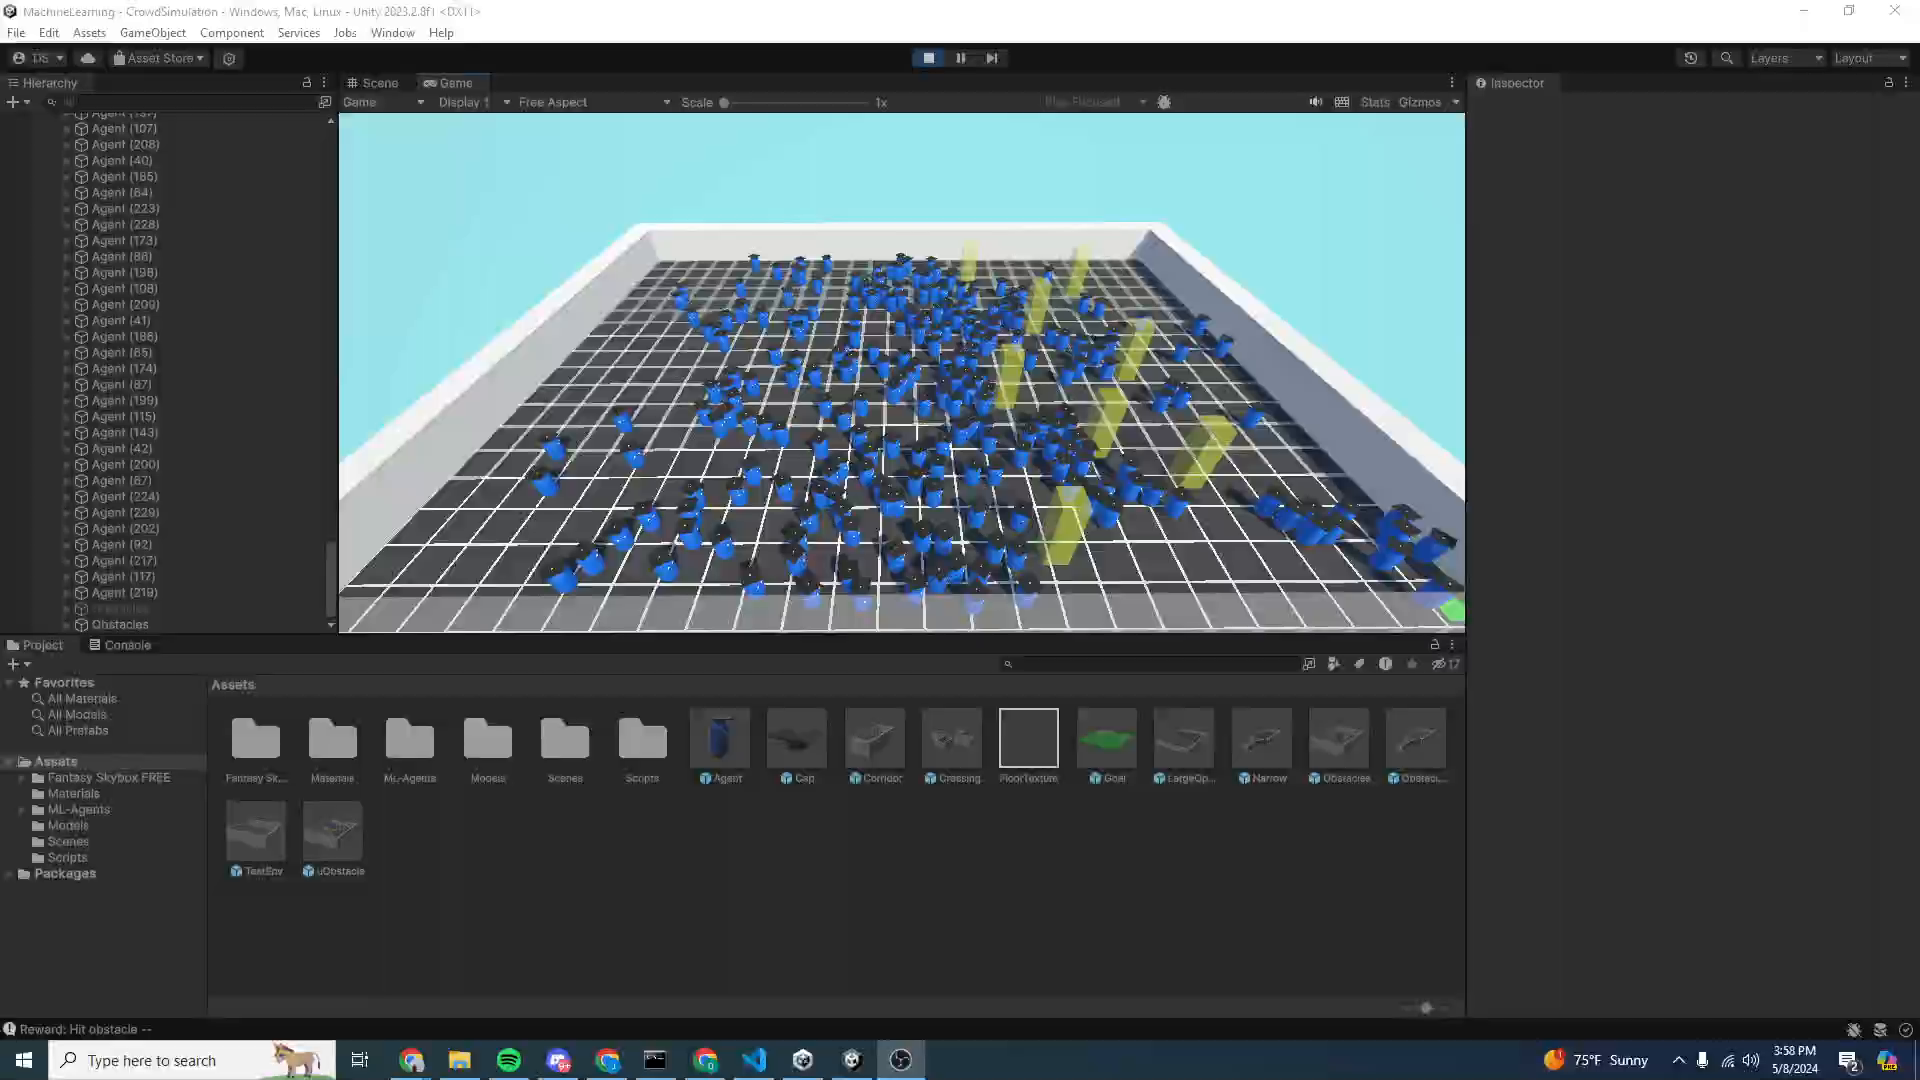 MachineLearning - CrowdSimulation - Windows, Mac, Linux - Unity 2023.2.8f1 <DX11>
File Edit Assets GameObject Component Services Jobs Window Help
Asset Store Layers Layout
Hierarchy
Scene Game
Inspector
Game Display 1 Free Aspect Scale 1x Play Focused Stats Gizmos
Agent (107)
Agent (208)
Agent (40)
Agent (185)
Agent (84)
Agent (223)
Agent (228)
Agent (173)
Agent (86)
Agent (198)
Agent (108)
Agent (209)
Agent (41)
Agent (186)
Agent (85)
Agent (174)
Agent (87)
Agent (199)
Agent (115)
Agent (143)
Agent (42)
Agent (200)
Agent (67)
Agent (224)
Agent (229)
Agent (202)
Agent (92)
Agent (217)
Agent (117)
Agent (219)
Obstacles
Project Console
17
Favorites
All Materials
All Models
All Prefabs
Assets
Fantasy Skybox FREE
Materials
ML-Agents
Models
Scenes
Scripts
Packages
Assets
Fantasy Sk... Materials ML-Agents Models Scenes Scripts Agent Cap Corridor Crossing FloorTexture Goal LargeOp... Narrow Obstacles Obstacl...
TestEnv uObstacle
Reward: Hit obstacle --
Type here to search
75°F Sunny
3:58 PM
5/8/2024
2